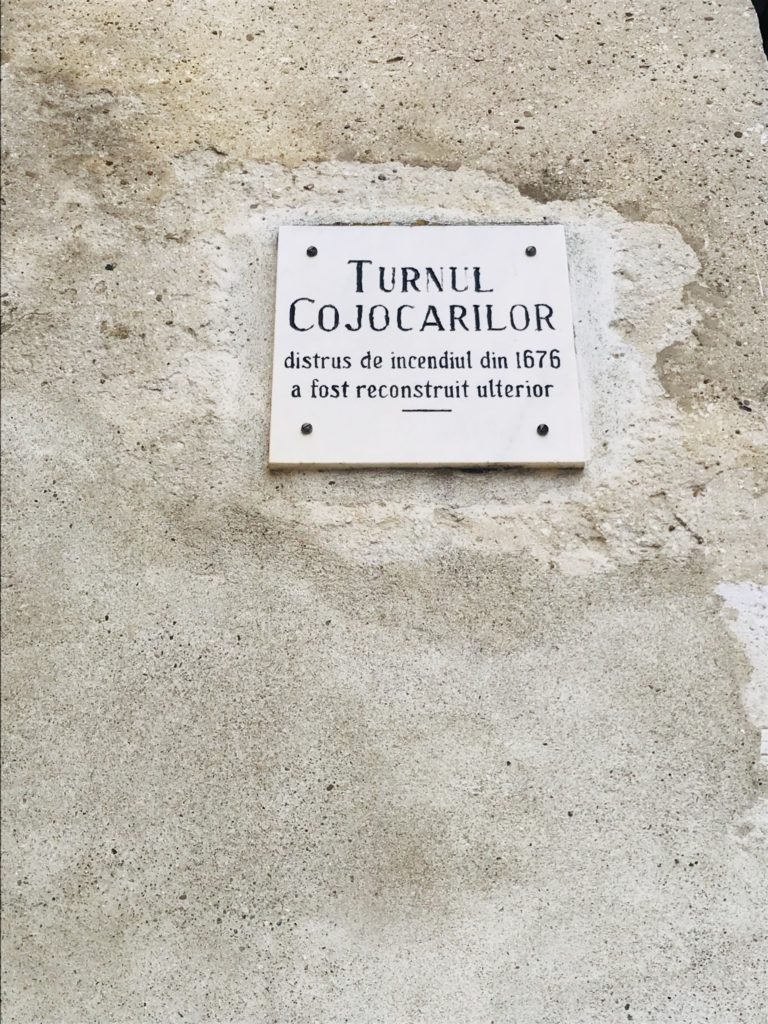 TURNUL
COJOCARILOR
distrus de incendiul din 1676
a fost reconstruit ulterior